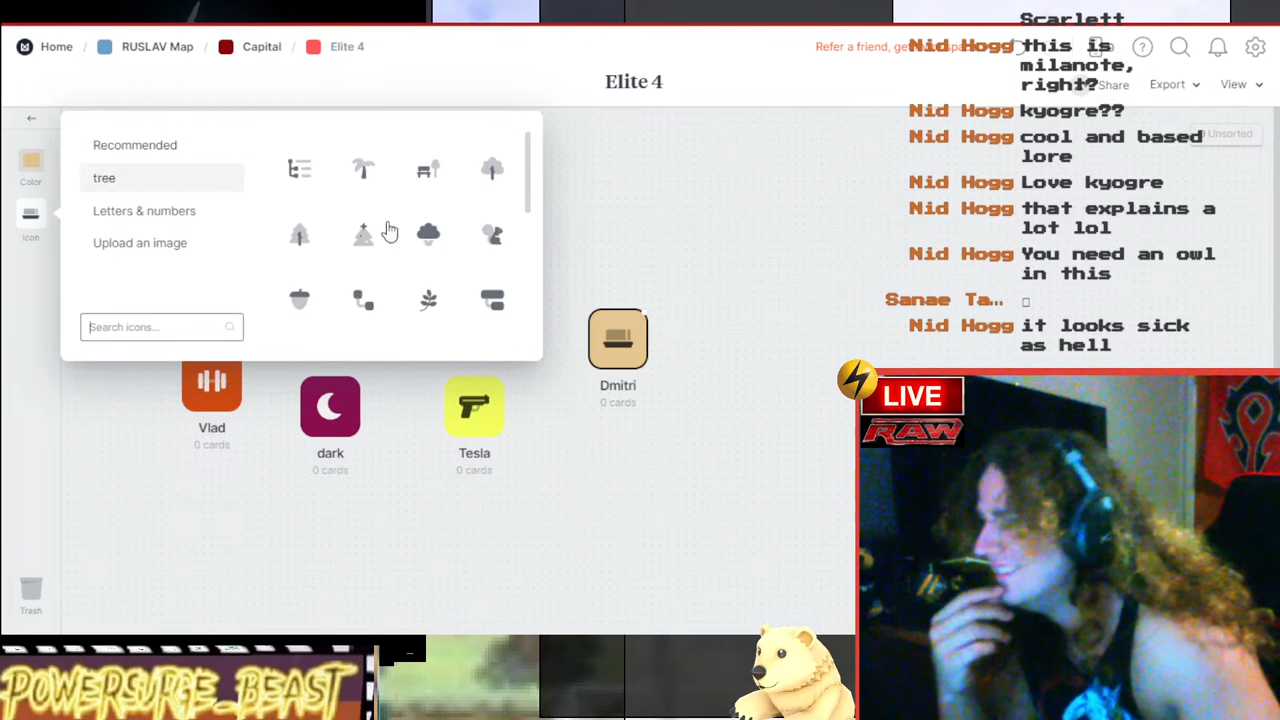 Home / RUSLAV Map / Capital / Elite 4
Refer a friend, get
Elite 4
Share
Export
View
Unsorted
Color
Icon
Trash
Recommended
tree
Letters & numbers
Upload an image
Search icons...
Vlad
0 cards
dark
0 cards
Tesla
0 cards
Dmitri
0 cards
Scarlett
Nid Hogg this is
milanote,
right?
Nid Hogg kyogre??
Nid Hogg cool and based
lore
Nid Hogg Love kyogre
Nid Hogg that explains a
lot lol
Nid Hogg You need an owl
in this
Sanae Ta...
Nid Hogg it looks sick
as hell
LIVE
RAW
POWERSURGE_BEAST